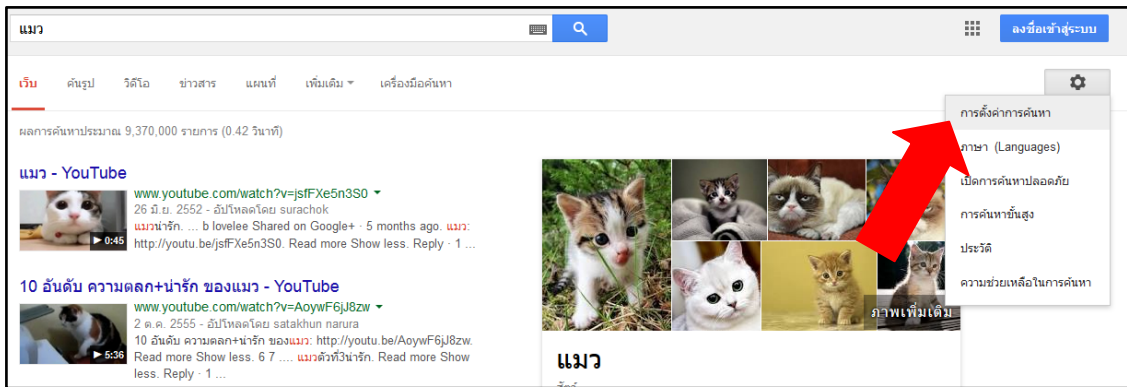 แมว
ลงชื่อเข้าสู่ระบบ
เว็บ ค้นรูป วิดีโอ ข่าวสาร แผนที่ เพิ่มเติม เครื่องมือค้นหา
ผลการค้นหาประมาณ 9,370,000 รายการ (0.42 วินาที)
แมว - YouTube
www.youtube.com/watch?v=jsfFXe5n3S0
26 มิ.ย. 2552 - อัปโหลดโดย surachok
แมวน่ารัก. ... b lovelee Shared on Google+ · 5 months ago. แมว:
http://youtu.be/jsfFXe5n3S0. Read more Show less. Reply · 1 ...
0:45
10 อันดับ ความตลก+น่ารัก ของแมว - YouTube
www.youtube.com/watch?v=AoywF6jJ8zw
2 ต.ค. 2555 - อัปโหลดโดย satakhun narura
10 อันดับ ความตลก+น่ารัก ของแมว: http://youtu.be/AoywF6jJ8zw.
Read more Show less. 6 7 .... แมวตัวที่3น่ารัก. Read more Show
less. Reply · 1 ...
5:36
ภาพเพิ่มเติม
แมว
การตั้งค่าการค้นหา
ภาษา (Languages)
เปิดการค้นหาปลอดภัย
การค้นหาขั้นสูง
ประวัติ
ความช่วยเหลือในการค้นหา